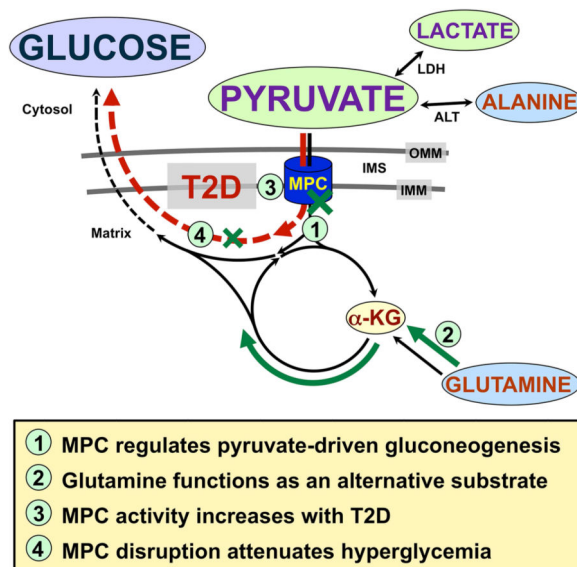 GLUCOSE
LACTATE
LDH
PYRUVATE
ALANINE
ALT
Cytosol
OMM
IMS
T2D
3
MPC
IMM
Matrix
4
1
α-KG
2
GLUTAMINE
1 MPC regulates pyruvate-driven gluconeogenesis
2 Glutamine functions as an alternative substrate
3 MPC activity increases with T2D
4 MPC disruption attenuates hyperglycemia